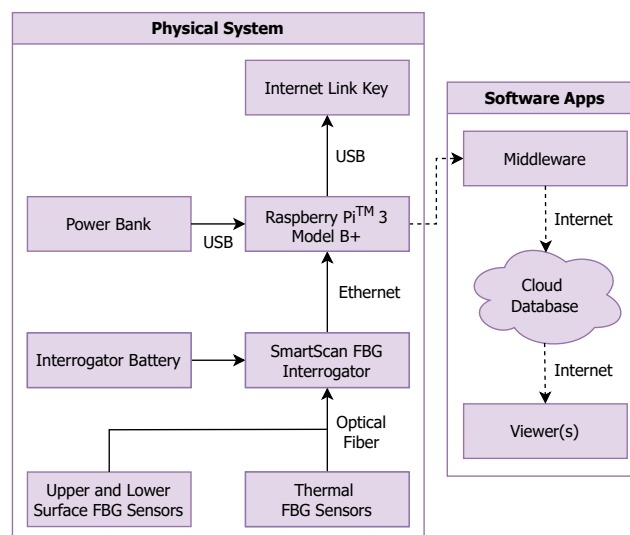 Physical System
Internet Link Key
USB
Power Bank
USB
Raspberry Pi™ 3
Model B+
Ethernet
Interrogator Battery
SmartScan FBG
Interrogator
Optical
Fiber
Upper and Lower
Surface FBG Sensors
Thermal
FBG Sensors
Software Apps
Middleware
Internet
Cloud
Database
Internet
Viewer(s)